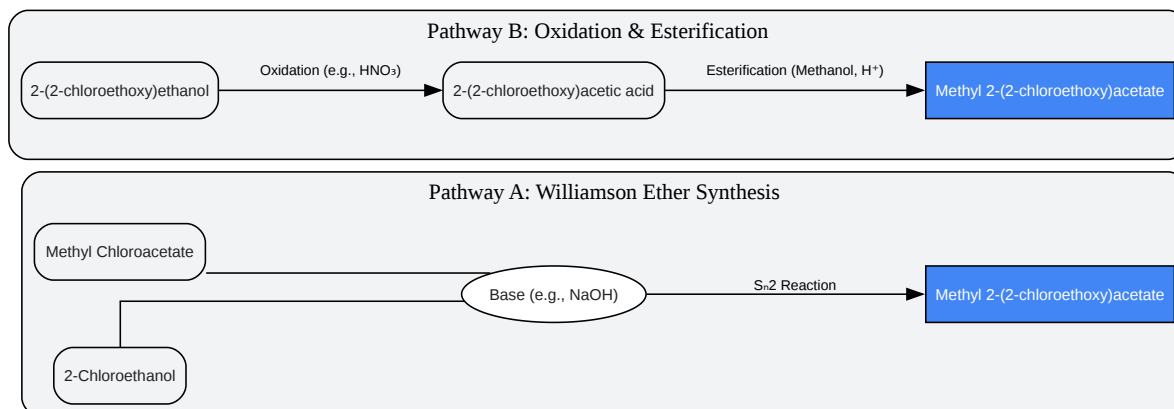 Pathway B: Oxidation & Esterification
2-(2-chloroethoxy)ethanol
Oxidation (e.g., HNO₃)
2-(2-chloroethoxy)acetic acid
Esterification (Methanol, H⁺)
Methyl 2-(2-chloroethoxy)acetate
Pathway A: Williamson Ether Synthesis
Methyl Chloroacetate
2-Chloroethanol
Base (e.g., NaOH)
Sₙ2 Reaction
Methyl 2-(2-chloroethoxy)acetate